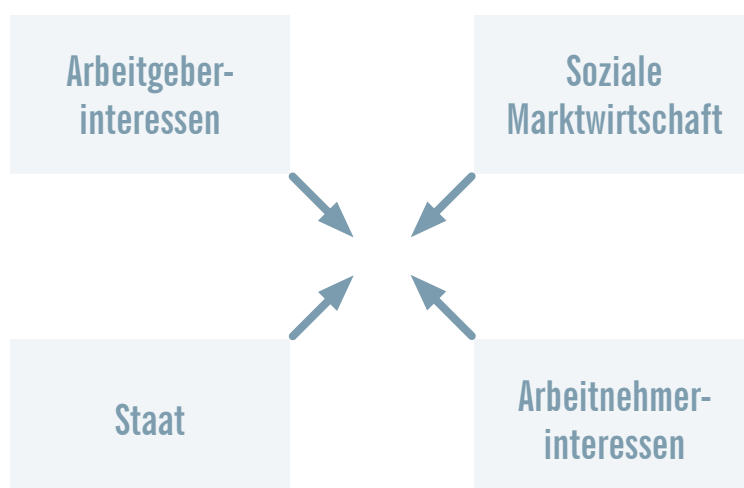 Arbeitgeber-
interessen
Soziale
Marktwirtschaft
Staat
Arbeitnehmer-
interessen